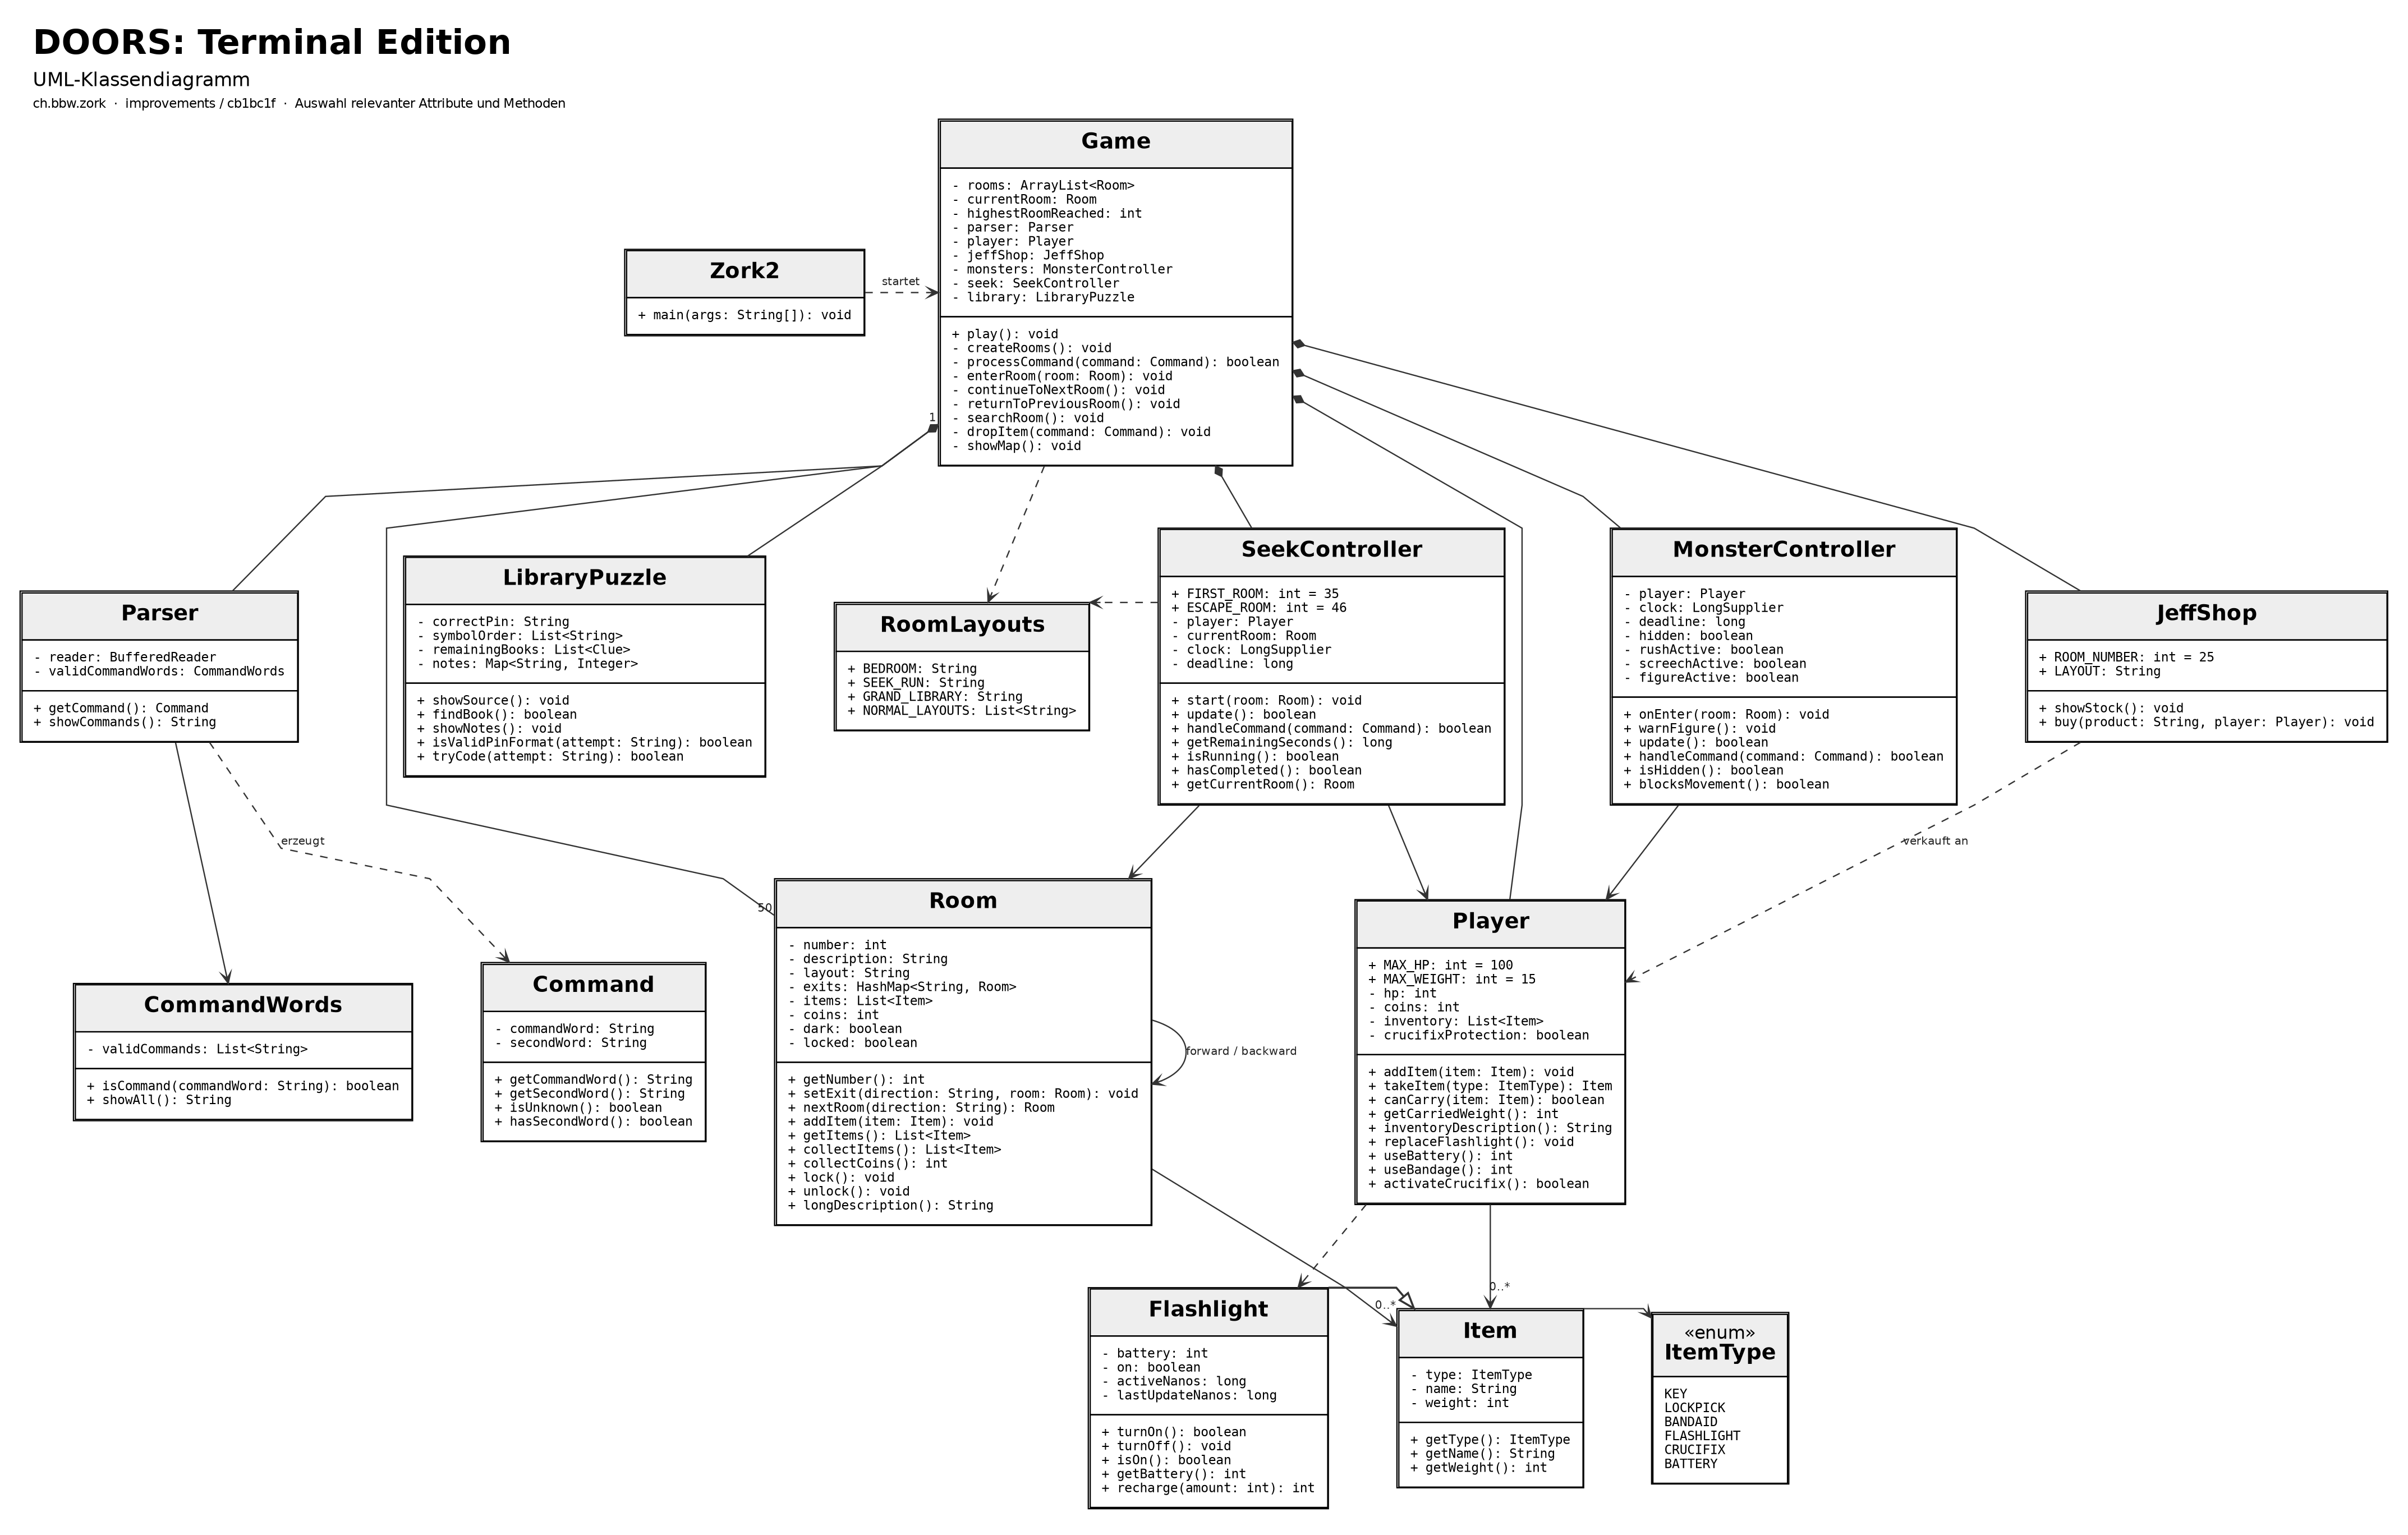 DOORS: Terminal Edition
UML-Klassendiagramm
ch.bbw.zork · improvements / cb1bc1f · Auswahl relevanter Attribute und Methoden
Game
- rooms: ArrayList<Room>
- currentRoom: Room
- highestRoomReached: int
- parser: Parser
- player: Player
- jeffShop: JeffShop
- monsters: MonsterController
- seek: SeekController
- library: LibraryPuzzle
+ play(): void
- createRooms(): void
- processCommand(command: Command): boolean
- enterRoom(room: Room): void
- continueToNextRoom(): void
- returnToPreviousRoom(): void
- searchRoom(): void
- dropItem(command: Command): void
- showMap(): void
Zork2
+ main(args: String[]): void
startet
1
Parser
- reader: BufferedReader
- validCommandWords: CommandWords
+ getCommand(): Command
+ showCommands(): String
LibraryPuzzle
- correctPin: String
- symbolOrder: List<String>
- remainingBooks: List<Clue>
- notes: Map<String, Integer>
+ showSource(): void
+ findBook(): boolean
+ showNotes(): void
+ isValidPinFormat(attempt: String): boolean
+ tryCode(attempt: String): boolean
RoomLayouts
+ BEDROOM: String
+ SEEK_RUN: String
+ GRAND_LIBRARY: String
+ NORMAL_LAYOUTS: List<String>
SeekController
+ FIRST_ROOM: int = 35
+ ESCAPE_ROOM: int = 46
- player: Player
- currentRoom: Room
- clock: LongSupplier
- deadline: long
+ start(room: Room): void
+ update(): boolean
+ handleCommand(command: Command): boolean
+ getRemainingSeconds(): long
+ isRunning(): boolean
+ hasCompleted(): boolean
+ getCurrentRoom(): Room
MonsterController
- player: Player
- clock: LongSupplier
- deadline: long
- hidden: boolean
- rushActive: boolean
- screechActive: boolean
- figureActive: boolean
+ onEnter(room: Room): void
+ warnFigure(): void
+ update(): boolean
+ handleCommand(command: Command): boolean
+ isHidden(): boolean
+ blocksMovement(): boolean
JeffShop
+ ROOM_NUMBER: int = 25
+ LAYOUT: String
+ showStock(): void
+ buy(product: String, player: Player): void
erzeugt
verkauft an
50
CommandWords
- validCommands: List<String>
+ isCommand(commandWord: String): boolean
+ showAll(): String
Command
- commandWord: String
- secondWord: String
+ getCommandWord(): String
+ getSecondWord(): String
+ isUnknown(): boolean
+ hasSecondWord(): boolean
Room
- number: int
- description: String
- layout: String
- exits: HashMap<String, Room>
- items: List<Item>
- coins: int
- dark: boolean
- locked: boolean
+ getNumber(): int
+ setExit(direction: String, room: Room): void
+ nextRoom(direction: String): Room
+ addItem(item: Item): void
+ getItems(): List<Item>
+ collectItems(): List<Item>
+ collectCoins(): int
+ lock(): void
+ unlock(): void
+ longDescription(): String
forward / backward
Player
+ MAX_HP: int = 100
+ MAX_WEIGHT: int = 15
- hp: int
- coins: int
- inventory: List<Item>
- crucifixProtection: boolean
+ addItem(item: Item): void
+ takeItem(type: ItemType): Item
+ canCarry(item: Item): boolean
+ getCarriedWeight(): int
+ inventoryDescription(): String
+ replaceFlashlight(): void
+ useBattery(): int
+ useBandage(): int
+ activateCrucifix(): boolean
0..*
0..*
Flashlight
- battery: int
- on: boolean
- activeNanos: long
- lastUpdateNanos: long
+ turnOn(): boolean
+ turnOff(): void
+ isOn(): boolean
+ getBattery(): int
+ recharge(amount: int): int
Item
- type: ItemType
- name: String
- weight: int
+ getType(): ItemType
+ getName(): String
+ getWeight(): int
«enum»
ItemType
KEY
LOCKPICK
BANDAID
FLASHLIGHT
CRUCIFIX
BATTERY